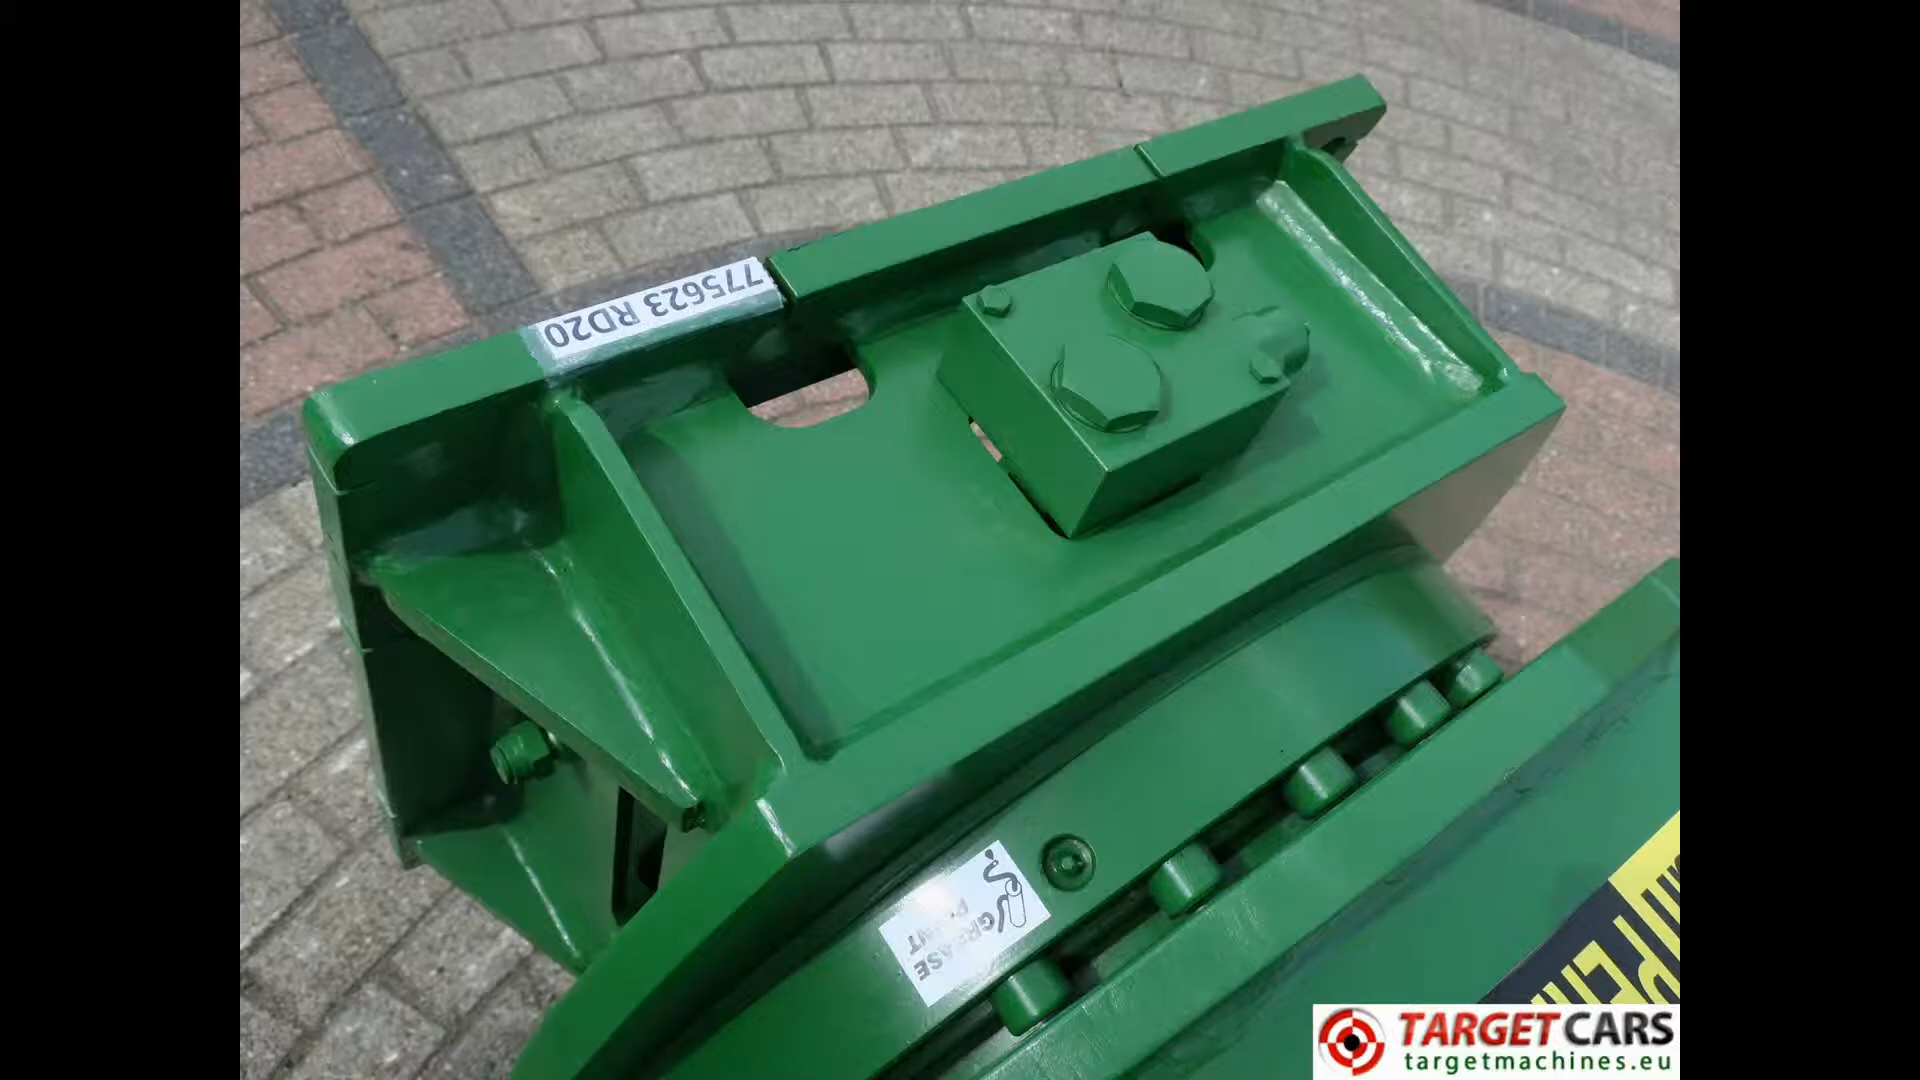 775623 RD20
GREASE
POINT
TARGETCARS
targetmachines.eu